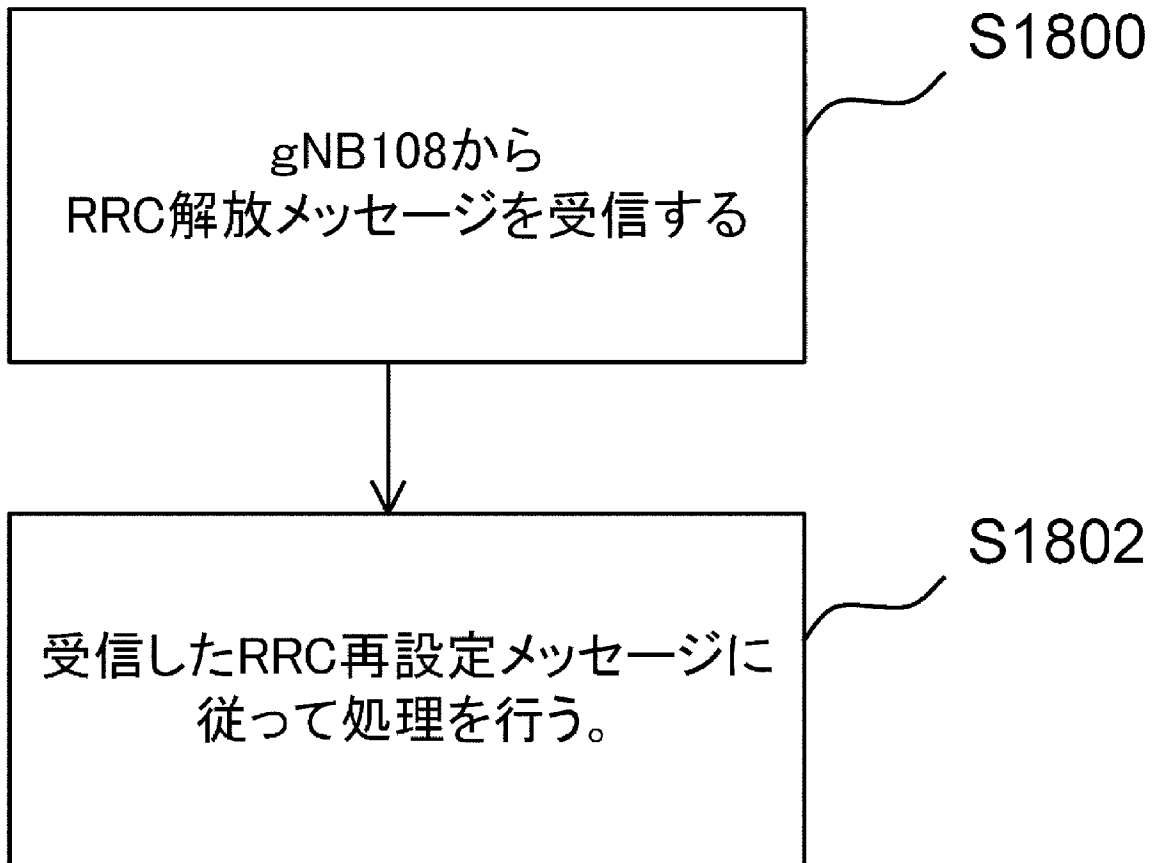 S1800
gNB108から
RRC解放メッセージを受信する
S1802
受信したRRC再設定メッセージに
従って処理を行う。